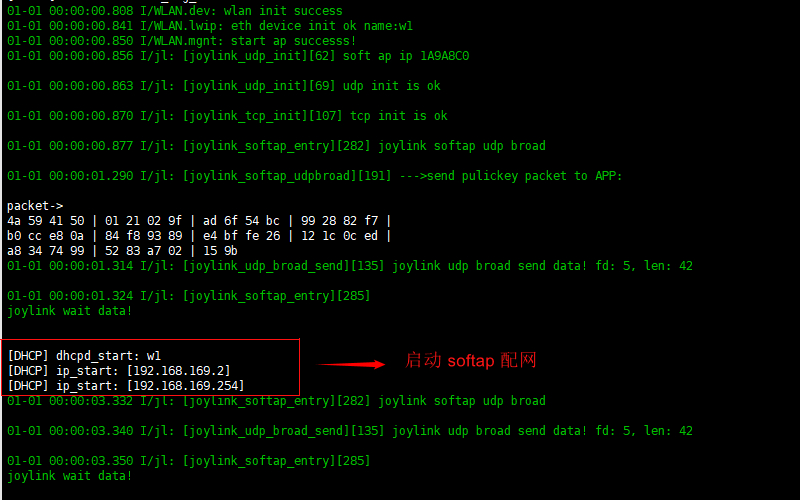 01-01 00:00:00.808 I/WLAN.dev: wlan init success
01-01 00:00:00.841 I/WLAN.lwip: eth device init ok name:w1
01-01 00:00:00.850 I/WLAN.mgnt: start ap successs!
01-01 00:00:00.856 I/jl: [joylink_udp_init][62] soft ap ip 1A9A8C0
01-01 00:00:00.863 I/jl: [joylink_udp_init][69] udp init is ok
01-01 00:00:00.870 I/jl: [joylink_tcp_init][107] tcp init is ok
01-01 00:00:00.877 I/jl: [joylink_softap_entry][282] joylink softap udp broad
01-01 00:00:01.290 I/jl: [joylink_softap_udpbroad][191] --->send pulickey packet to APP:
packet->
4a 59 41 50 | 01 21 02 9f | ad 6f 54 bc | 99 28 82 f7 |
b0 cc e8 0a | 84 f8 93 89 | e4 bf fe 26 | 12 1c 0c ed |
a8 34 74 99 | 52 83 a7 02 | 15 9b
01-01 00:00:01.314 I/jl: [joylink_udp_broad_send][135] joylink udp broad send data! fd: 5, len: 42
01-01 00:00:01.324 I/jl: [joylink_softap_entry][285]
joylink wait data!
[DHCP] dhcpd_start: w1
[DHCP] ip_start: [192.168.169.2]
启动 softap 配网
[DHCP] ip_start: [192.168.169.254]
01-01 00:00:03.332 I/jl: [joylink_softap_entry][282] joylink softap udp broad
01-01 00:00:03.340 I/jl: [joylink_udp_broad_send][135] joylink udp broad send data! fd: 5, len: 42
01-01 00:00:03.350 I/jl: [joylink_softap_entry][285]
joylink wait data!